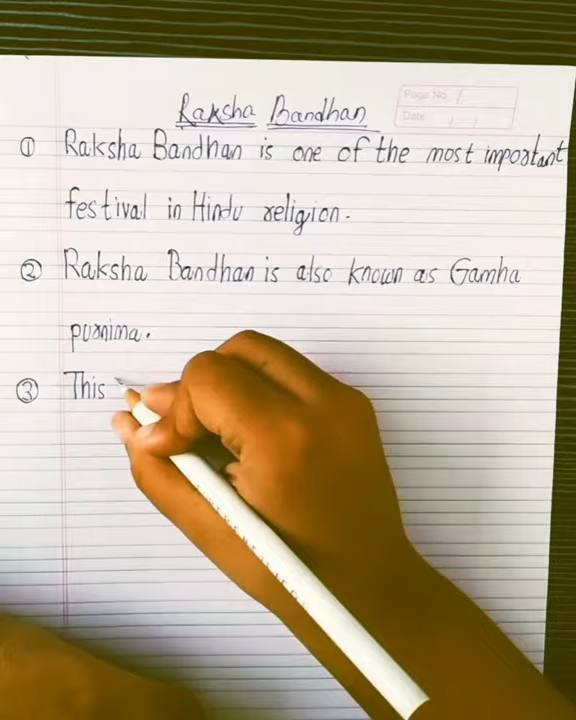 Page No. /
Date / /
Raksha Bandhan
① Raksha Bandhan is one of the most important
festival in Hindu religion.
② Raksha Bandhan is also known as Gamha
purnima.
③ This